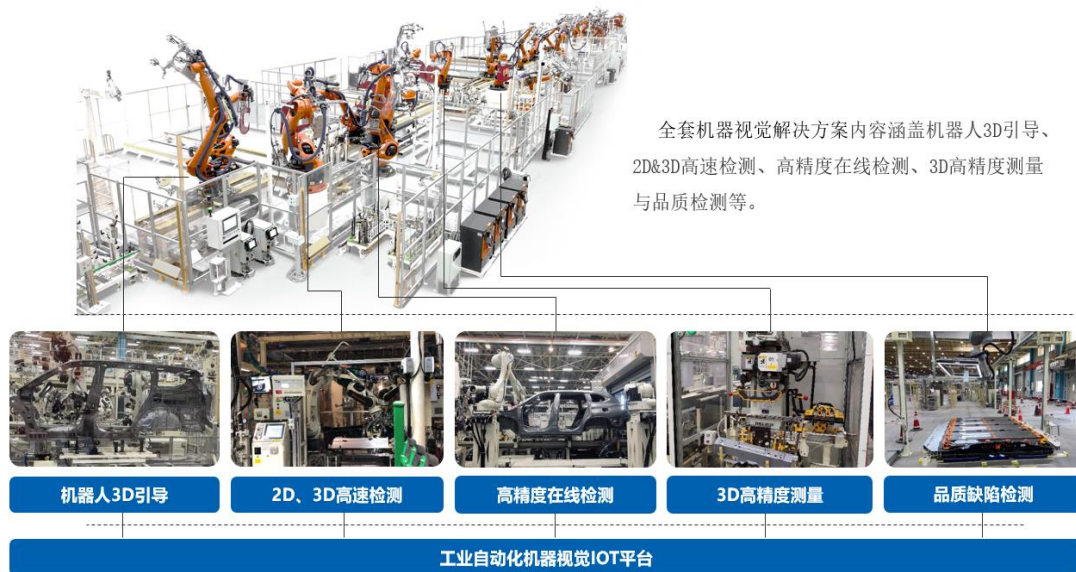 全套机器视觉解决方案内容涵盖机器人3D引导、
2D&3D高速检测、高精度在线检测、3D高精度测量
与品质检测等。
机器人3D引导
2D、3D高速检测
高精度在线检测
3D高精度测量
品质缺陷检测
工业自动化机器视觉IOT平台